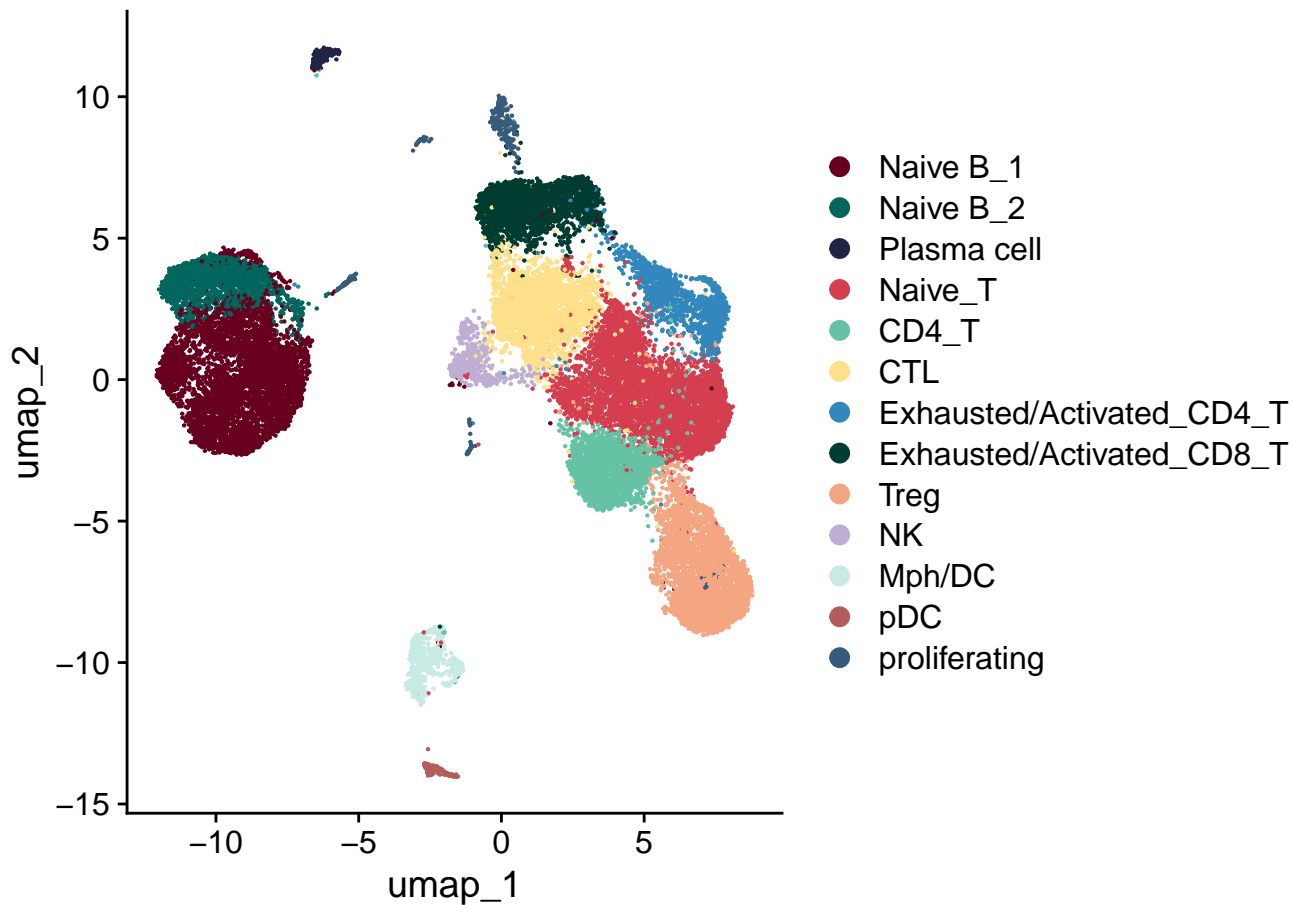 10
5
0
−5
−10
−15
umap_2
−10
−5
0
5
umap_1
Naive B_1
Naive B_2
Plasma cell
Naive_T
CD4_T
CTL
Exhausted/Activated_CD4_T
Exhausted/Activated_CD8_T
Treg
NK
Mph/DC
pDC
proliferating